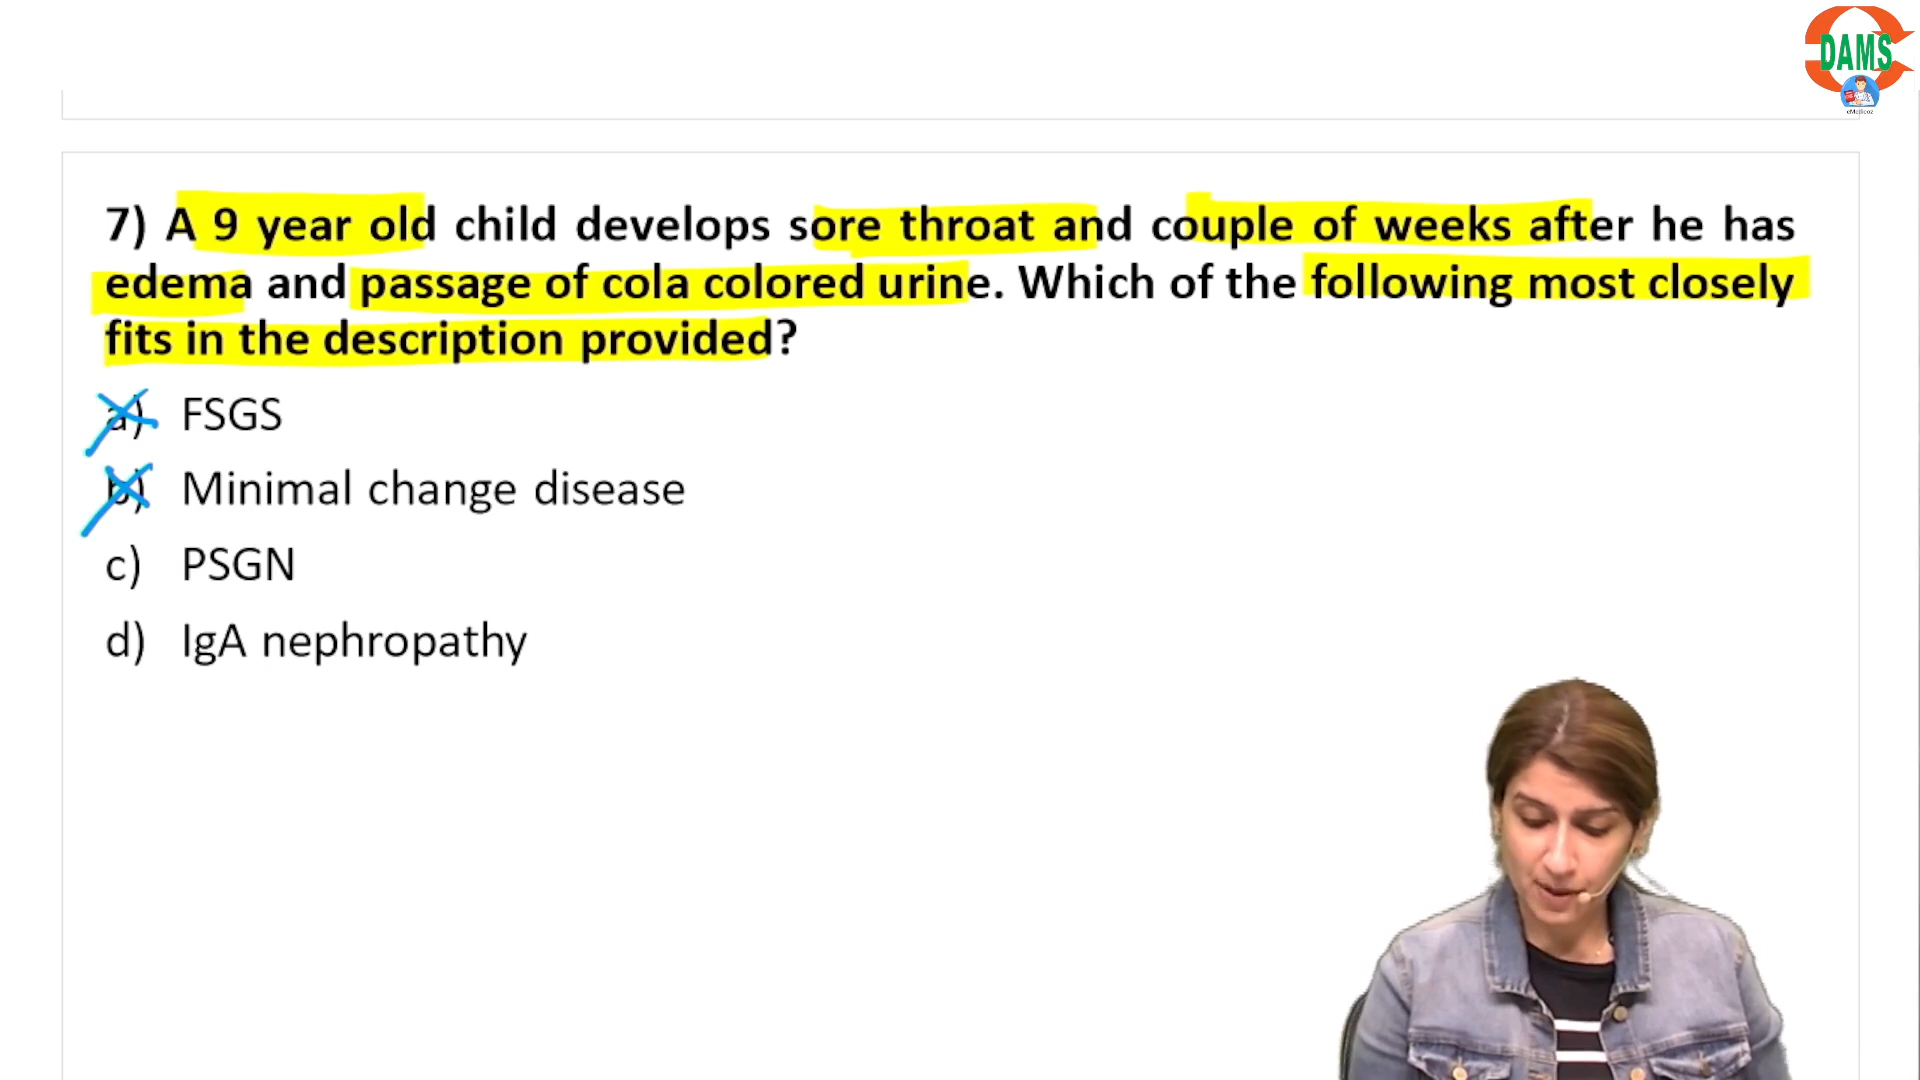 DAMS
eMedicoz
7) A 9 year old child develops sore throat and couple of weeks after he has
edema and passage of cola colored urine. Which of the following most closely
fits in the description provided?
a) FSGS
b) Minimal change disease
c) PSGN
d) IgA nephropathy